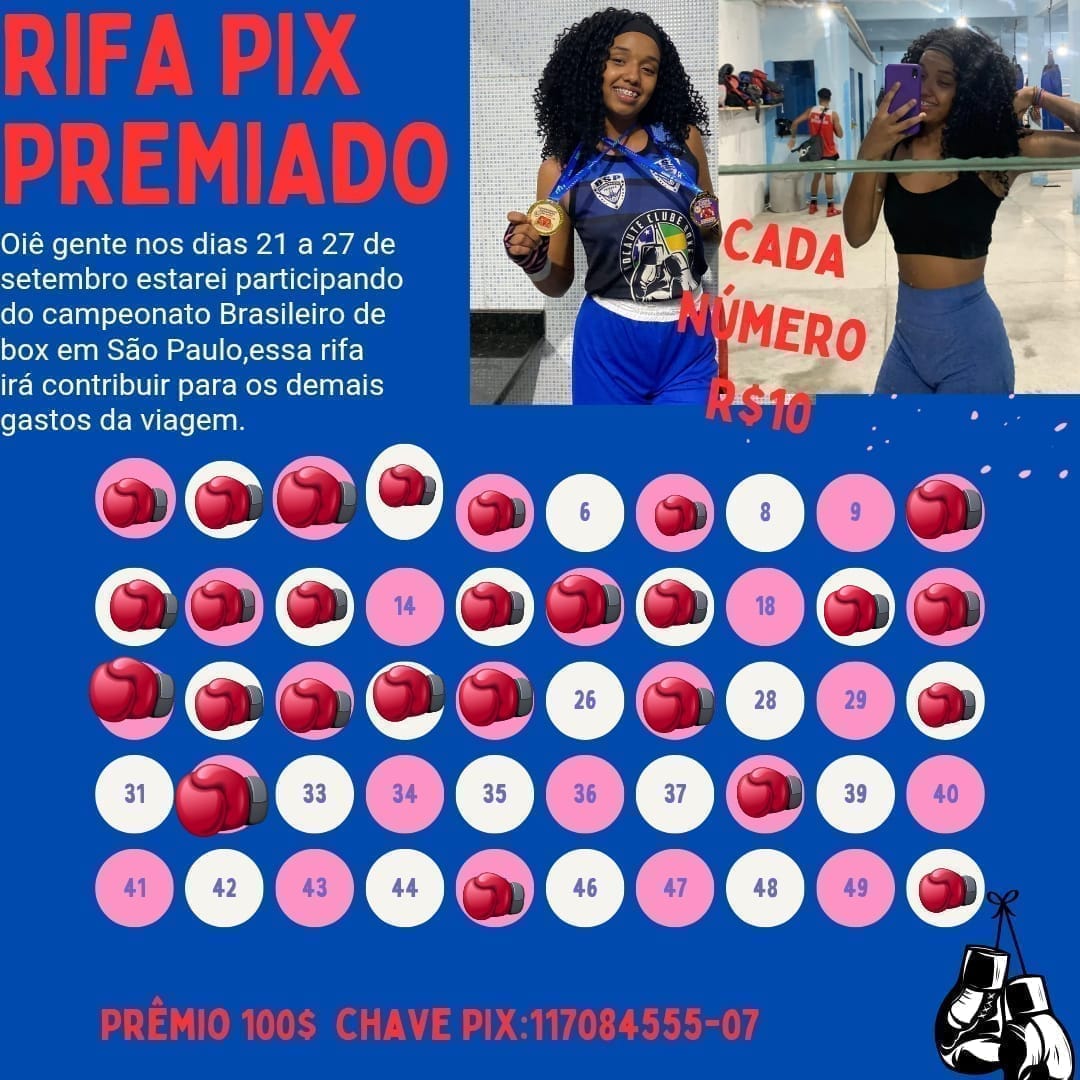 RIFA PIX
PREMIADO
Oiê gente nos dias 21 a 27 de
setembro estarei participando
do campeonato Brasileiro de
box em São Paulo,essa rifa
irá contribuir para os demais
gastos da viagem.
CADA
NÚMERO
R$10
6 8 9
14 18
26 28 29
31 33 34 35 36 37 39 40
41 42 43 44 46 47 48 49
PRÊMIO 100$ CHAVE PIX:117084555-07